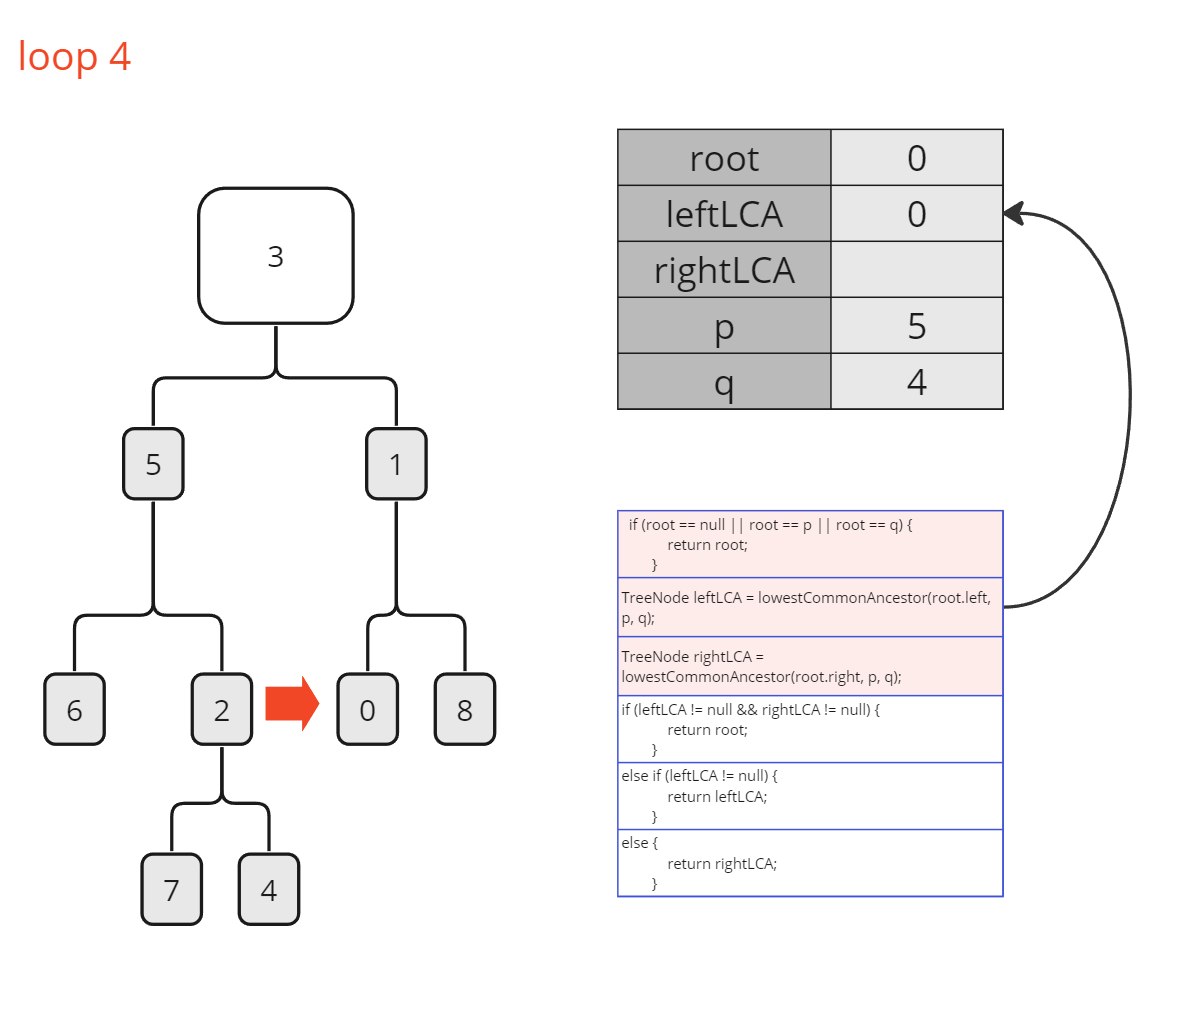 loop 4
3
5
1
6
2
0
8
7
4
root 0
leftLCA 0
rightLCA
p 5
q 4
if (root == null || root == p || root == q) {
return root;
}
TreeNode leftLCA = lowestCommonAncestor(root.left,
p, q);
TreeNode rightLCA =
lowestCommonAncestor(root.right, p, q);
if (leftLCA != null && rightLCA != null) {
return root;
}
else if (leftLCA != null) {
return leftLCA;
}
else {
return rightLCA;
}